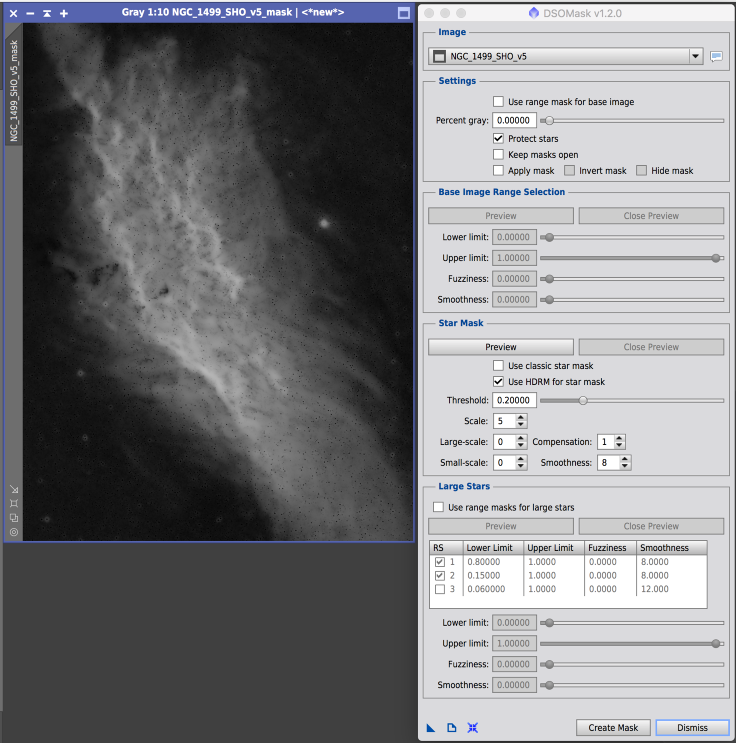 Gray 1:10 NGC_1499_SHO_v5_mask | <*new*>
NGC_1499_SHO_v5_mask
DSOMask v1.2.0
Image
NGC_1499_SHO_v5
Settings
Use range mask for base image
Percent gray: 0.00000
Protect stars
Keep masks open
Apply mask Invert mask Hide mask
Base Image Range Selection
Preview Close Preview
Lower limit: 0.00000
Upper limit: 1.00000
Fuzziness: 0.00000
Smoothness: 0.00000
Star Mask
Preview Close Preview
Use classic star mask
Use HDRM for star mask
Threshold: 0.20000
Scale: 5
Large-scale: 0 Compensation: 1
Small-scale: 0 Smoothness: 8
Large Stars
Use range masks for large stars
Preview Close Preview
RS Lower Limit Upper Limit Fuzziness Smoothness
1 0.80000 1.0000 0.0000 8.0000
2 0.15000 1.0000 0.0000 8.0000
3 0.060000 1.0000 0.0000 12.000
Lower limit: 0.00000
Upper limit: 1.00000
Fuzziness: 0.00000
Smoothness: 0.00000
Create Mask Dismiss